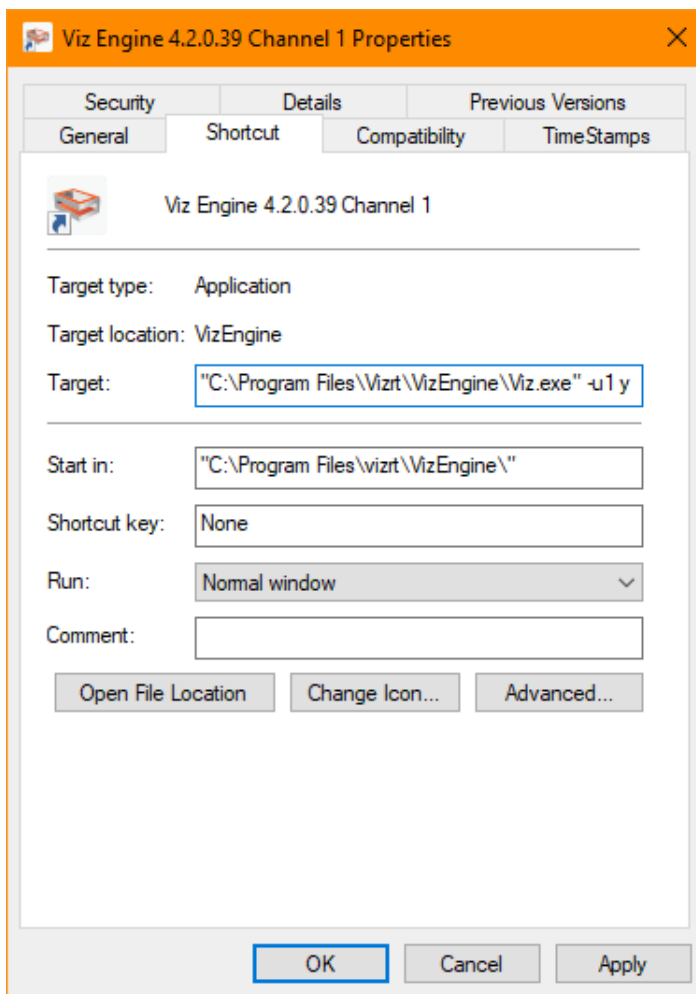 Viz Engine 4.2.0.39 Channel 1 Properties
Security Details Previous Versions
General Shortcut Compatibility TimeStamps
Viz Engine 4.2.0.39 Channel 1
Target type: Application
Target location: VizEngine
Target: "C:\Program Files\Vizrt\VizEngine\Viz.exe" -u1 y
Start in: "C:\Program Files\vizrt\VizEngine\"
Shortcut key: None
Run: Normal window
Comment:
Open File Location Change Icon... Advanced...
OK Cancel Apply